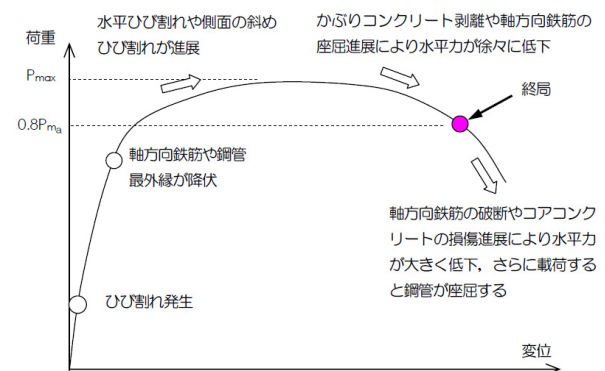 水平ひび割れや側面の斜め
ひび割れが進展
かぶりコンクリート剥離や軸方向鉄筋の
座屈進展により水平力が徐々に低下
荷重
Pmax
終局
0.8Pma
軸方向鉄筋や鋼管
最外縁が降伏
軸方向鉄筋の破断やコアコンク
リートの損傷進展により水平力
が大きく低下，さらに載荷する
と鋼管が座屈する
ひび割れ発生
変位